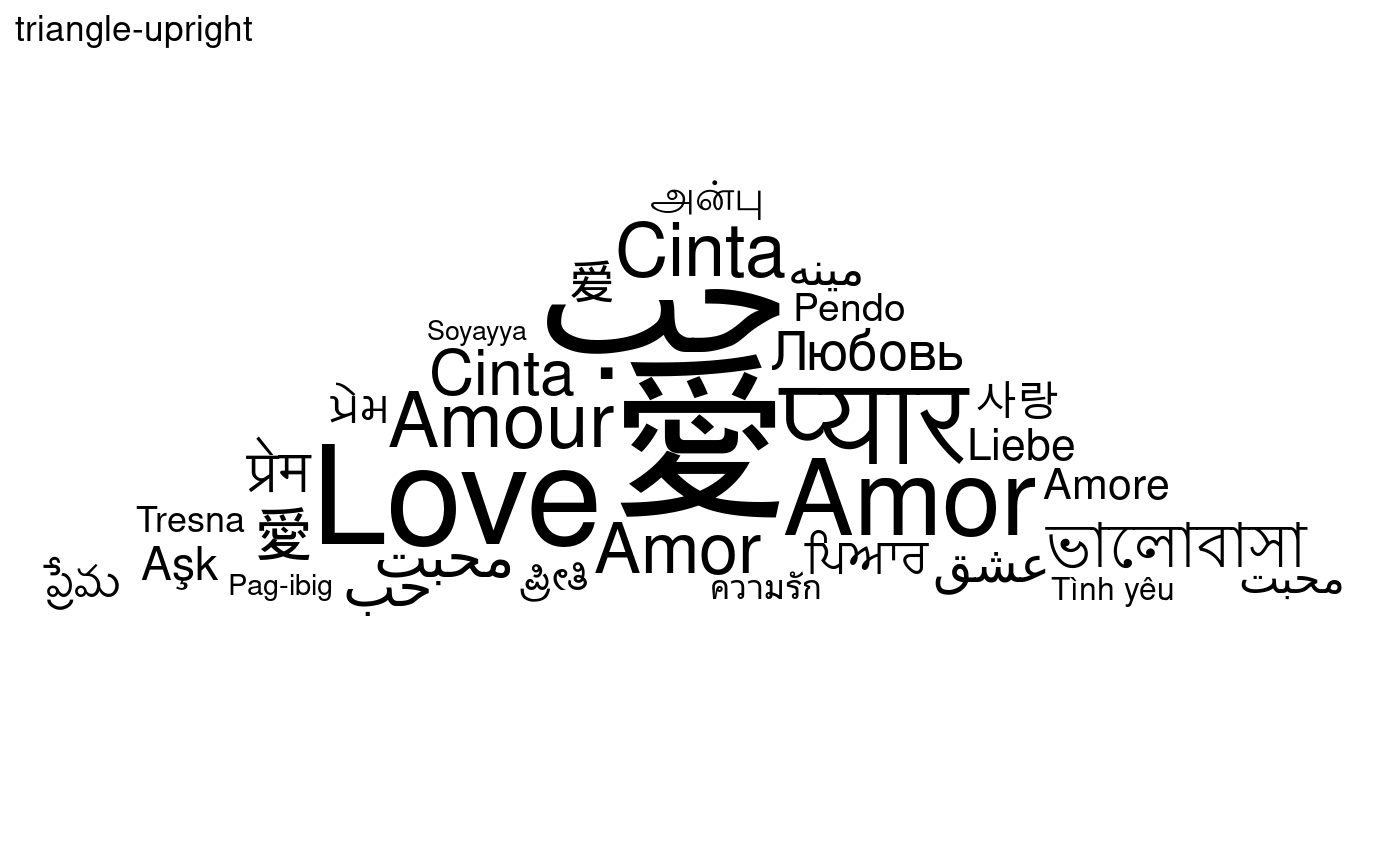 triangle-upright
அன்பு
Cinta
爱
مينه
حب
Pendo
Soyayya
Любовь
Cinta
愛
प्यार
사랑
પ્રેમ
Amour
Liebe
प्रेम
Love
Amor
Amore
Tresna
愛
Amor
ਪਿਆਰ
ভালোবাসা
Aşk
محبت
عشق
ప్రేమ
Pag-ibig
حب
ಪ್ರೀತಿ
ความรัก
Tình yêu
محبت